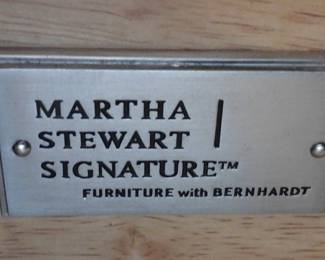 MARTHA
STEWART
SIGNATURE™
FURNITURE with BERNHARDT